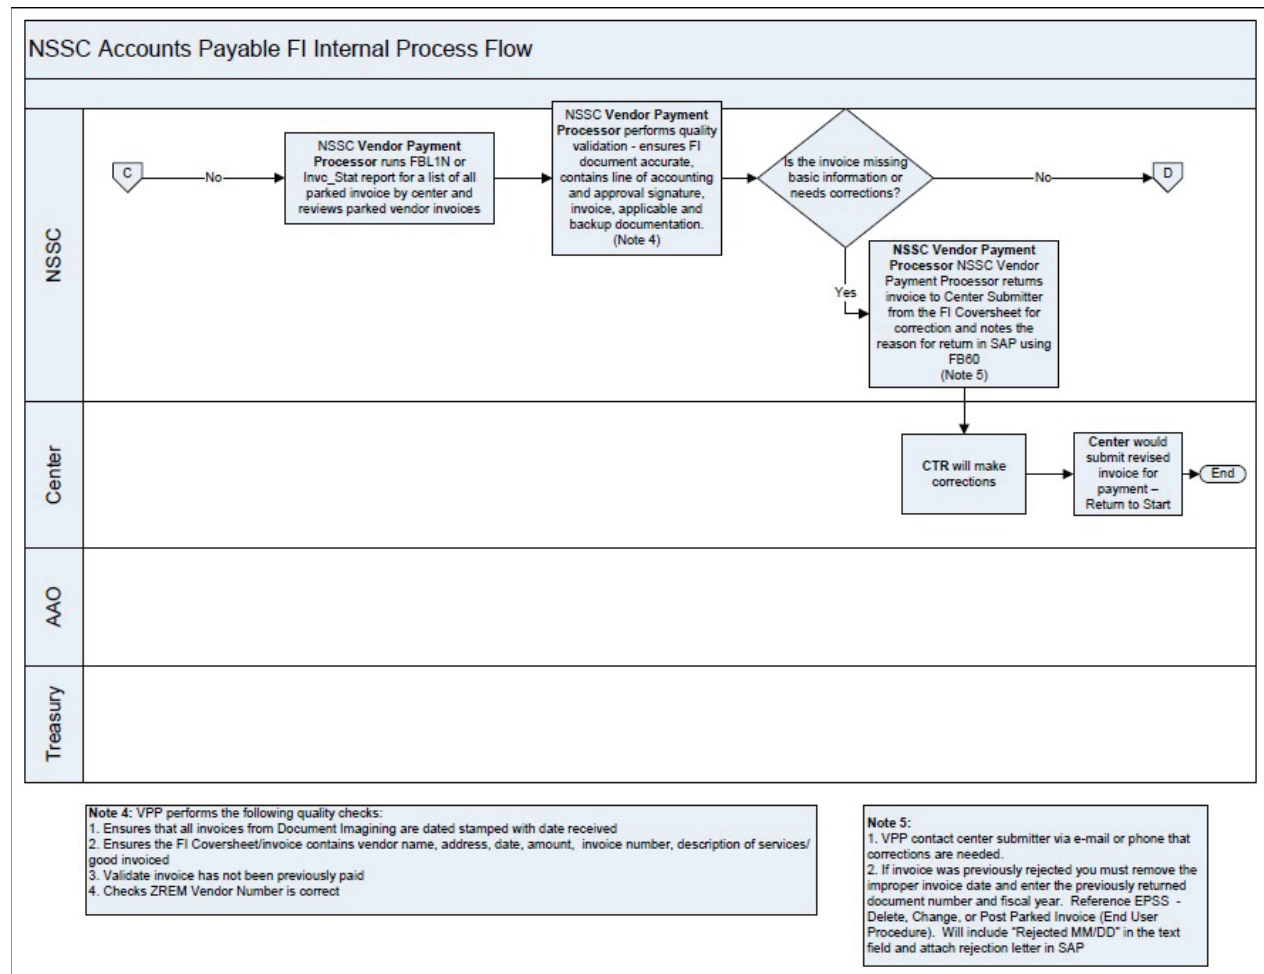 NSSC Accounts Payable FI Internal Process Flow
NSSC
C
No
NSSC Vendor Payment
Processor runs FBL1N or
Invc_Stat report for a list of all
parked invoice by center and
reviews parked vendor invoices
NSSC Vendor Payment
Processor performs quality
validation - ensures FI
document accurate,
contains line of accounting
and approval signature,
invoice, applicable and
backup documentation.
(Note 4)
Is the invoice missing
basic information or
needs corrections?
No
D
Yes
NSSC Vendor Payment
Processor NSSC Vendor
Payment Processor returns
invoice to Center Submitter
from the FI Coversheet for
correction and notes the
reason for return in SAP using
FB60
(Note 5)
Center
CTR will make
corrections
Center would
submit revised
invoice for
payment –
Return to Start
End
AAO
Treasury
Note 4: VPP performs the following quality checks:
1. Ensures that all invoices from Document Imagining are dated stamped with date received
2. Ensures the FI Coversheet/invoice contains vendor name, address, date, amount, invoice number, description of services/
good invoiced
3. Validate invoice has not been previously paid
4. Checks ZREM Vendor Number is correct
Note 5:
1. VPP contact center submitter via e-mail or phone that
corrections are needed.
2. If invoice was previously rejected you must remove the
improper invoice date and enter the previously returned
document number and fiscal year. Reference EPSS -
Delete, Change, or Post Parked Invoice (End User
Procedure). Will include "Rejected MM/DD" in the text
field and attach rejection letter in SAP